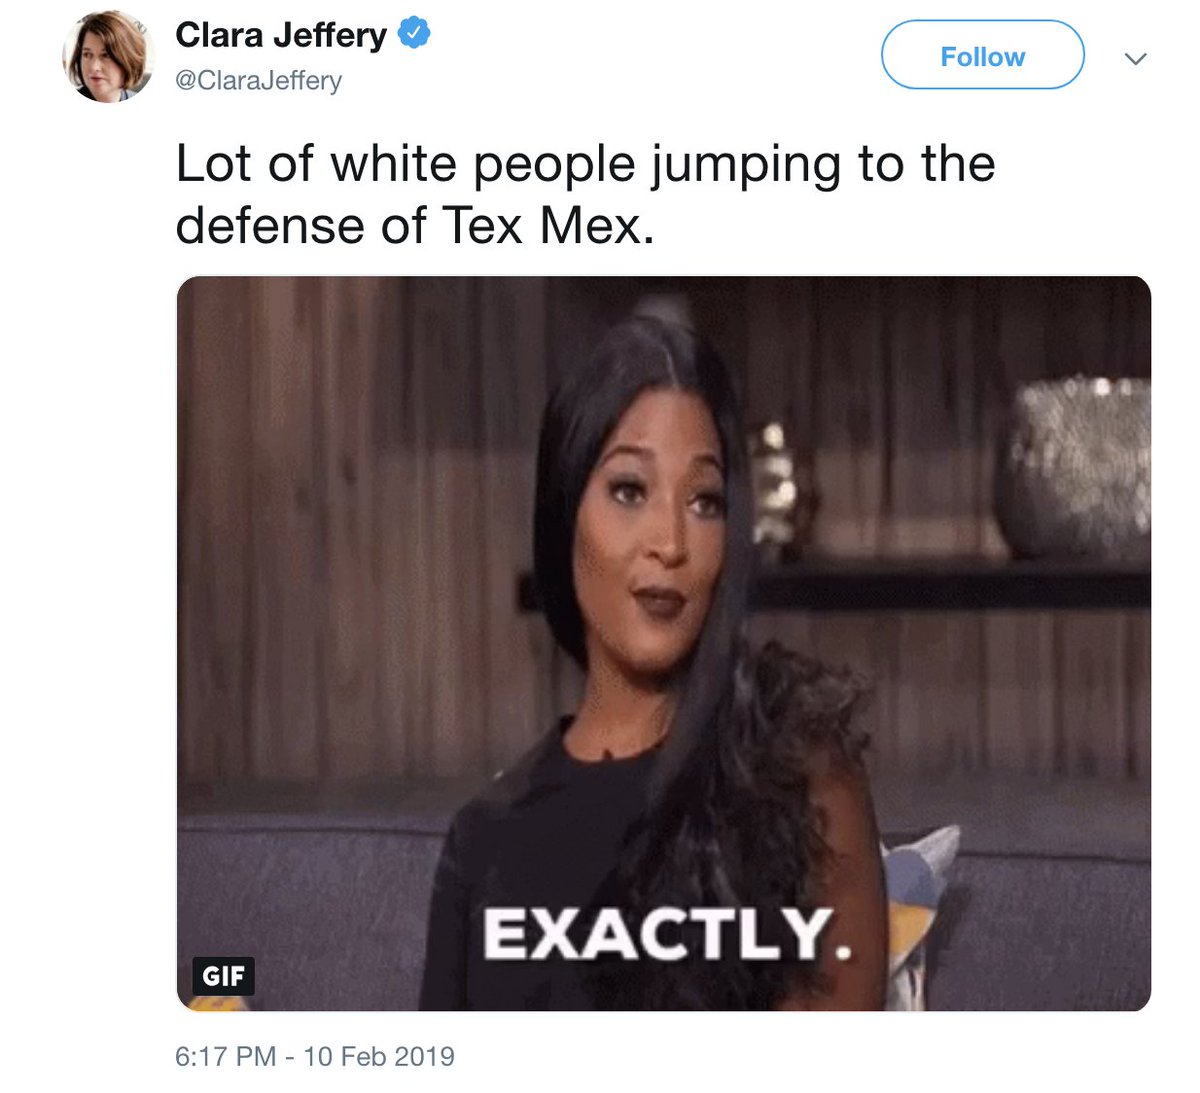 Clara Jeffery
@ClaraJeffery
Follow
Lot of white people jumping to the
defense of Tex Mex.
EXACTLY.
GIF
6:17 PM - 10 Feb 2019